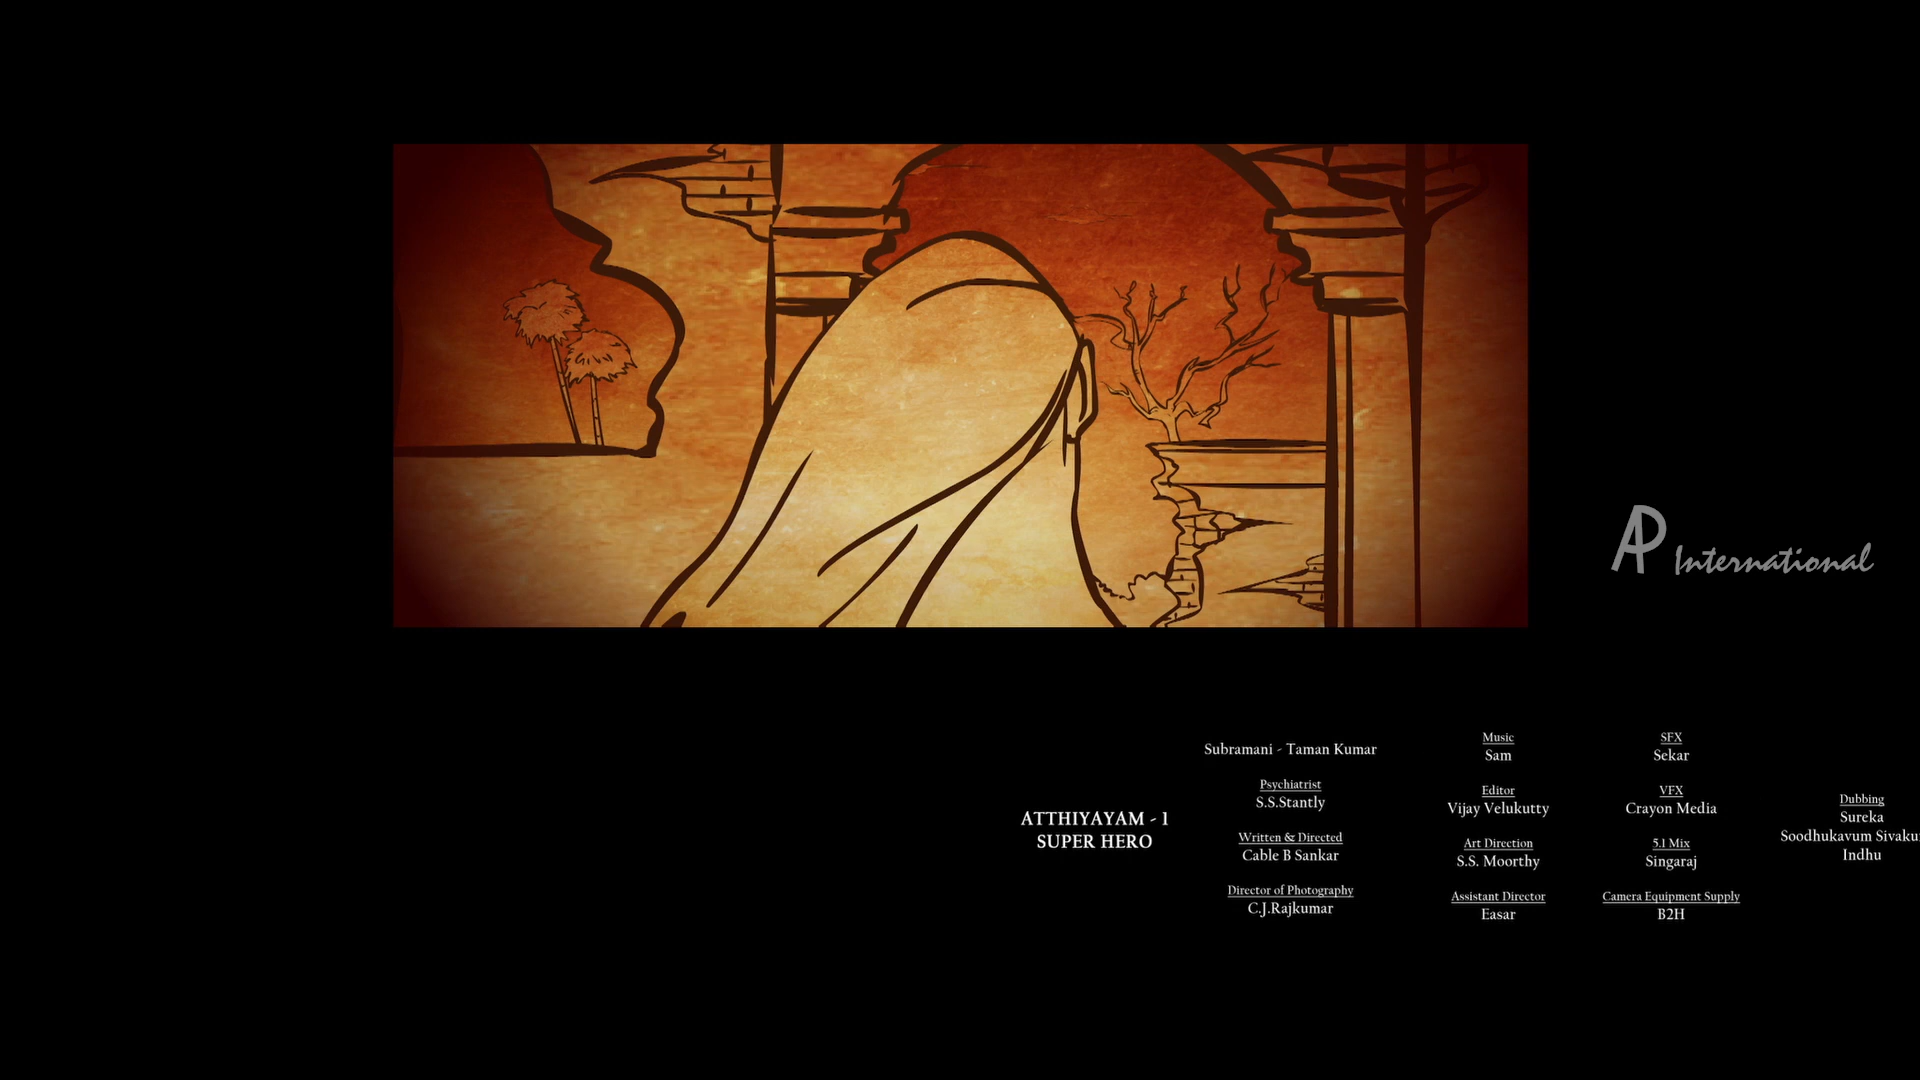 AP International
ATTHIYAYAM - 1
SUPER HERO
Subramani - Taman Kumar
Psychiatrist
S.S.Stantly
Written & Directed
Cable B Sankar
Director of Photography
C.J.Rajkumar
Music
Sam
Editor
Vijay Velukutty
Art Direction
S.S. Moorthy
Assistant Director
Easar
SFX
Sekar
VFX
Crayon Media
5.1 Mix
Singaraj
Camera Equipment Supply
B2H
Dubbing
Sureka
Soodhukavum
Indhu